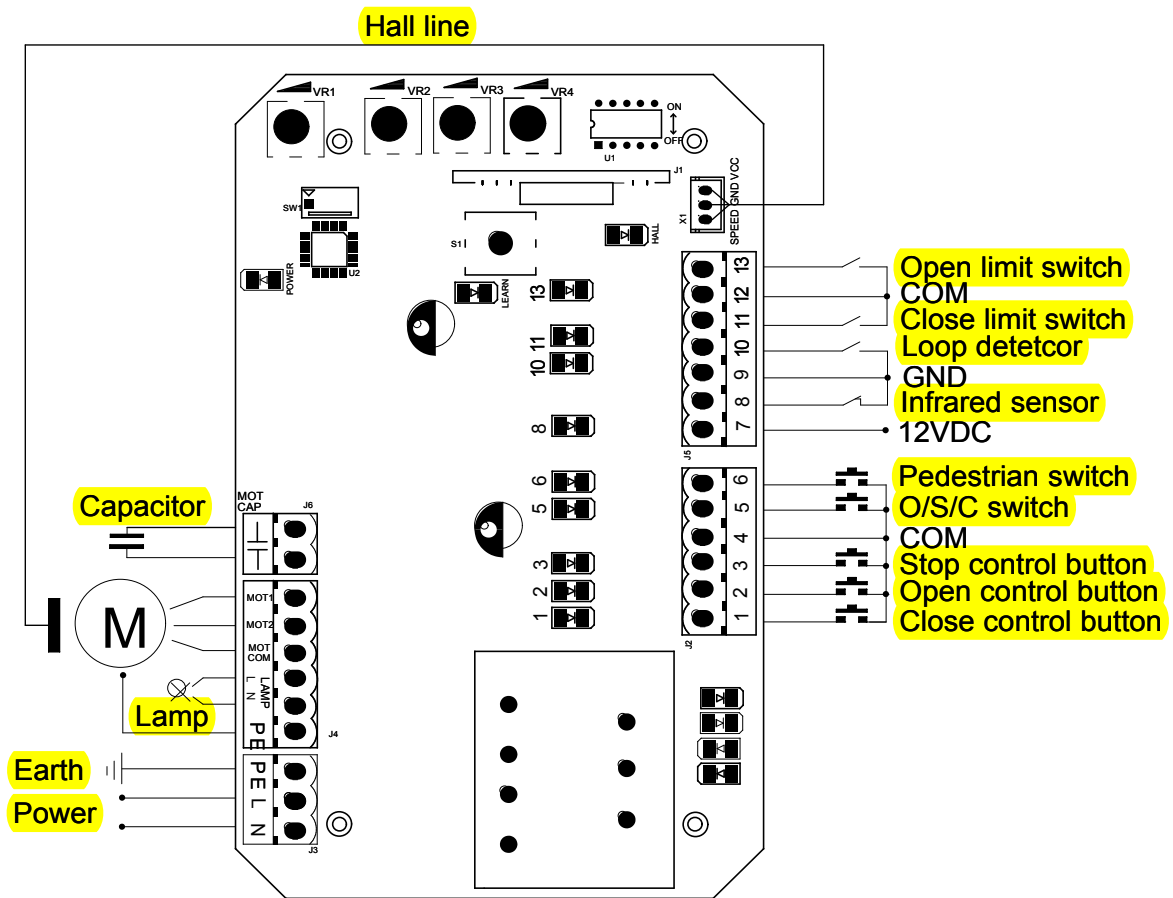 Hall line
VR1
VR2
VR3
VR4
ON
OFF
U1
J1
SW1
U2
POWER
S1
LEARN
HALL
X1
SPEED GND VCC
13
11
10
8
6
5
3
2
1
13
12
11
10
9
8
7
J5
Open limit switch
COM
Close limit switch
Loop detetcor
GND
Infrared sensor
12VDC
6
5
4
3
2
1
J2
Pedestrian switch
O/S/C switch
COM
Stop control button
Open control button
Close control button
Capacitor
MOT
CAP
J6
M
MOT1
MOT2
MOT
COM
L
N
LAMP
Lamp
PE
J4
Earth
Power
PE
L
N
J3